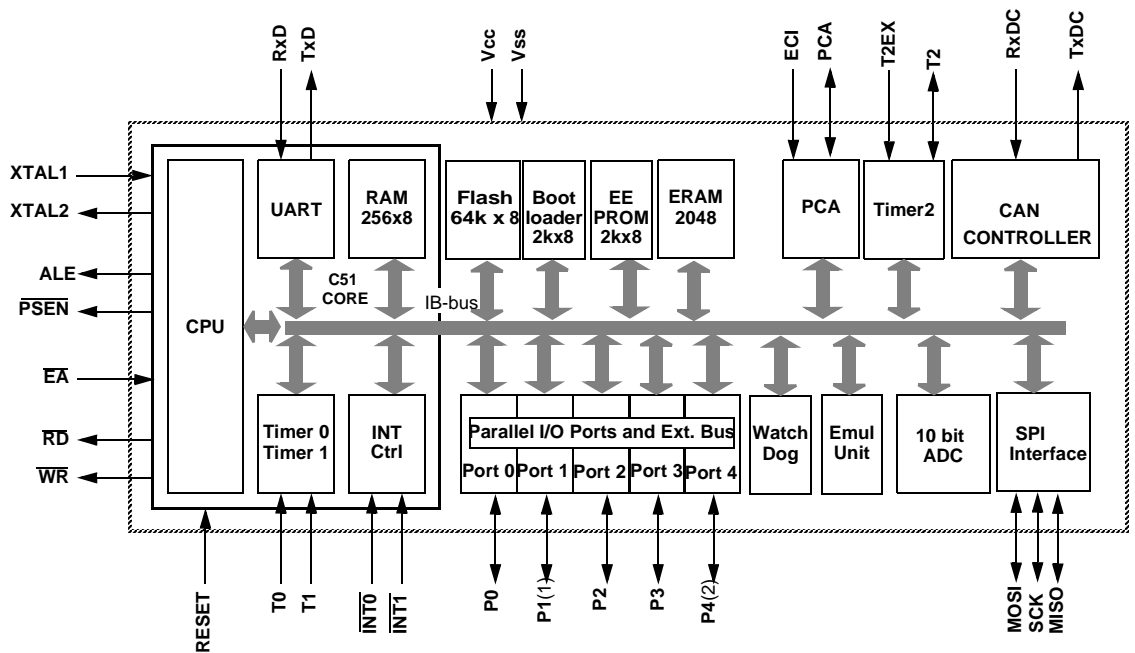 RxD
TxD
Vcc
Vss
ECI
PCA
T2EX
T2
RxDC
TxDC
XTAL1
XTAL2
ALE
PSEN
EA
RD
WR
CPU
UART
RAM
256x8
C51
CORE
IB-bus
Flash
64k x 8
Boot
loader
2kx8
EE
PROM
2kx8
ERAM
2048
PCA
Timer2
CAN
CONTROLLER
Timer 0
Timer 1
INT
Ctrl
Parallel I/O Ports and Ext. Bus
Port 0
Port 1
Port 2
Port 3
Port 4
Watch
Dog
Emul
Unit
10 bit
ADC
SPI
Interface
RESET
T0
T1
INT0
INT1
P0
P1(1)
P2
P3
P4(2)
MOSI
SCK
MISO